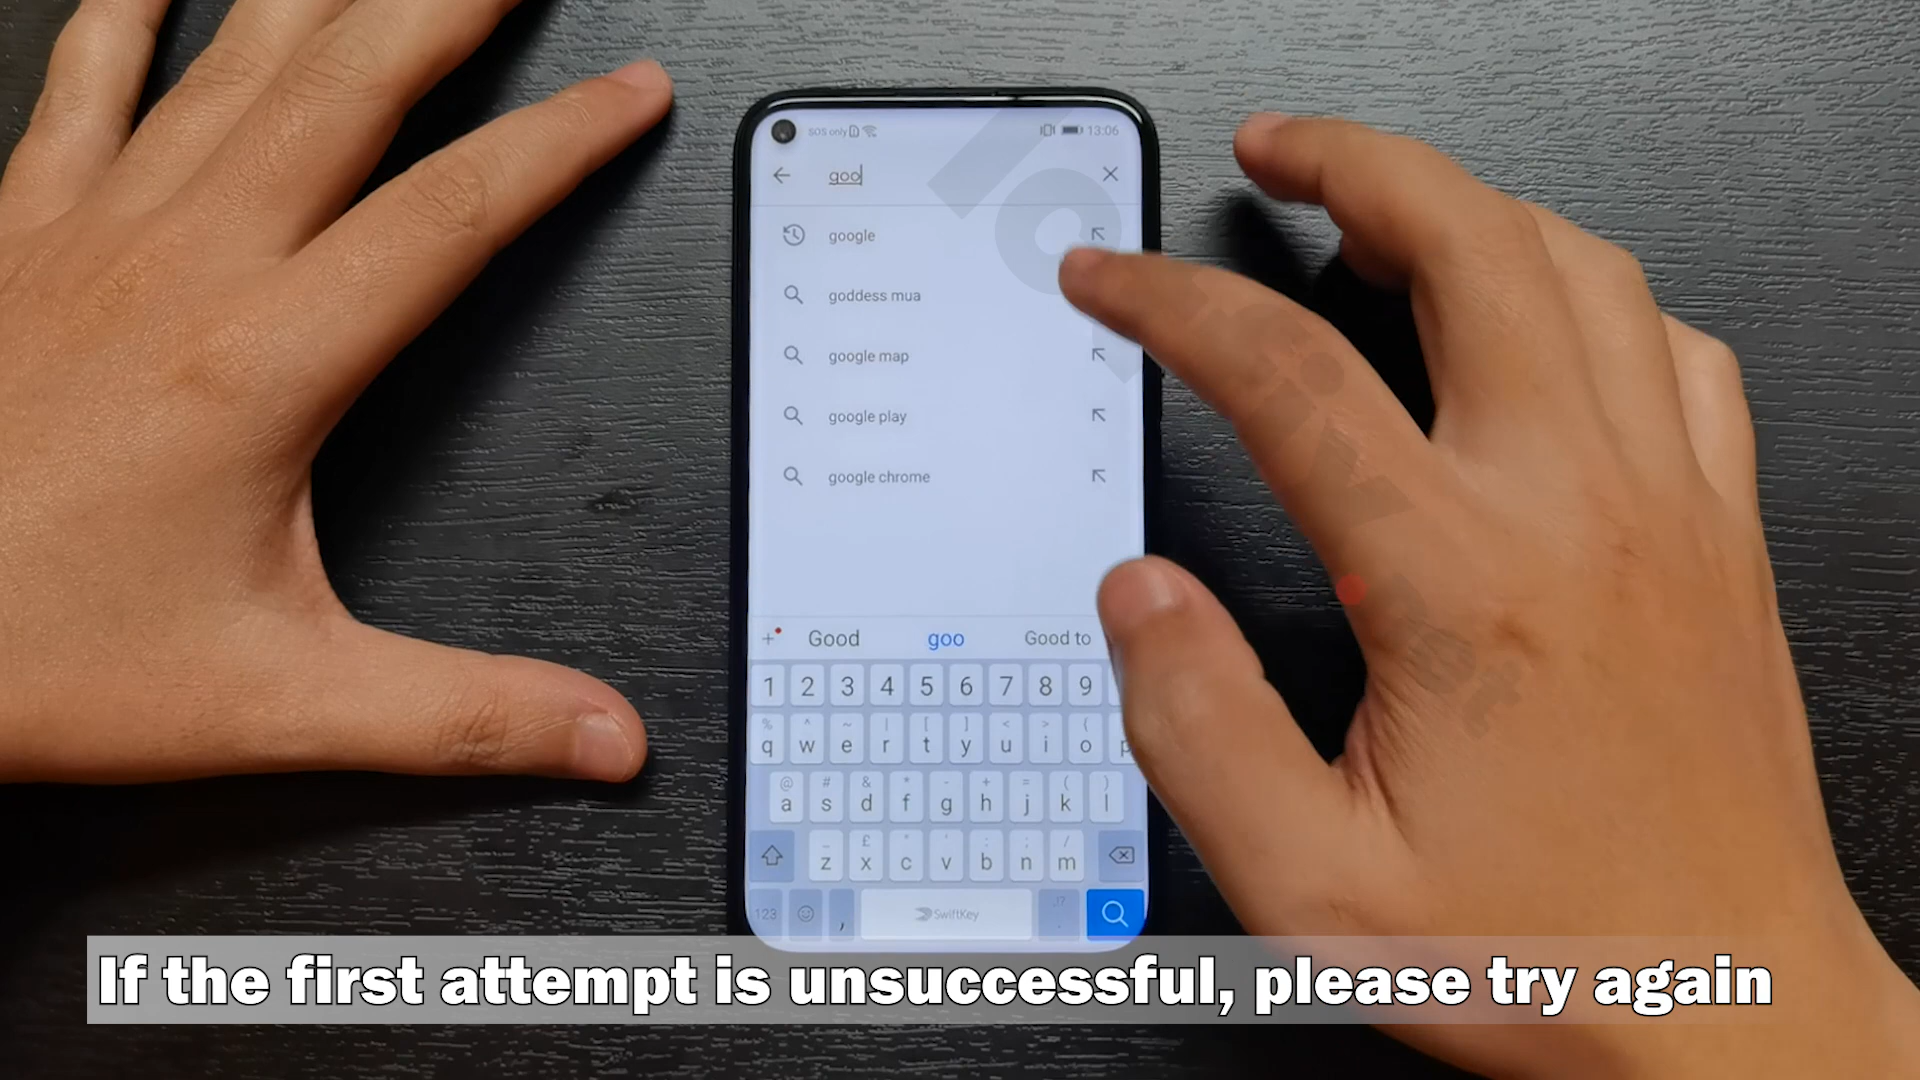 SOS only 13:06
goo
google
goddess mua
google map
google play
google chrome
Good goo Good to
1 2 3 4 5 6 7 8 9
% ^ ~ | [ ] < > {
q w e r t y u i o p
@ # & * - + = ( )
a s d f g h j k l
_ £ " ' : ; /
z x c v b n m
123 , SwiftKey .
,!?
If the first attempt is unsuccessful, please try again